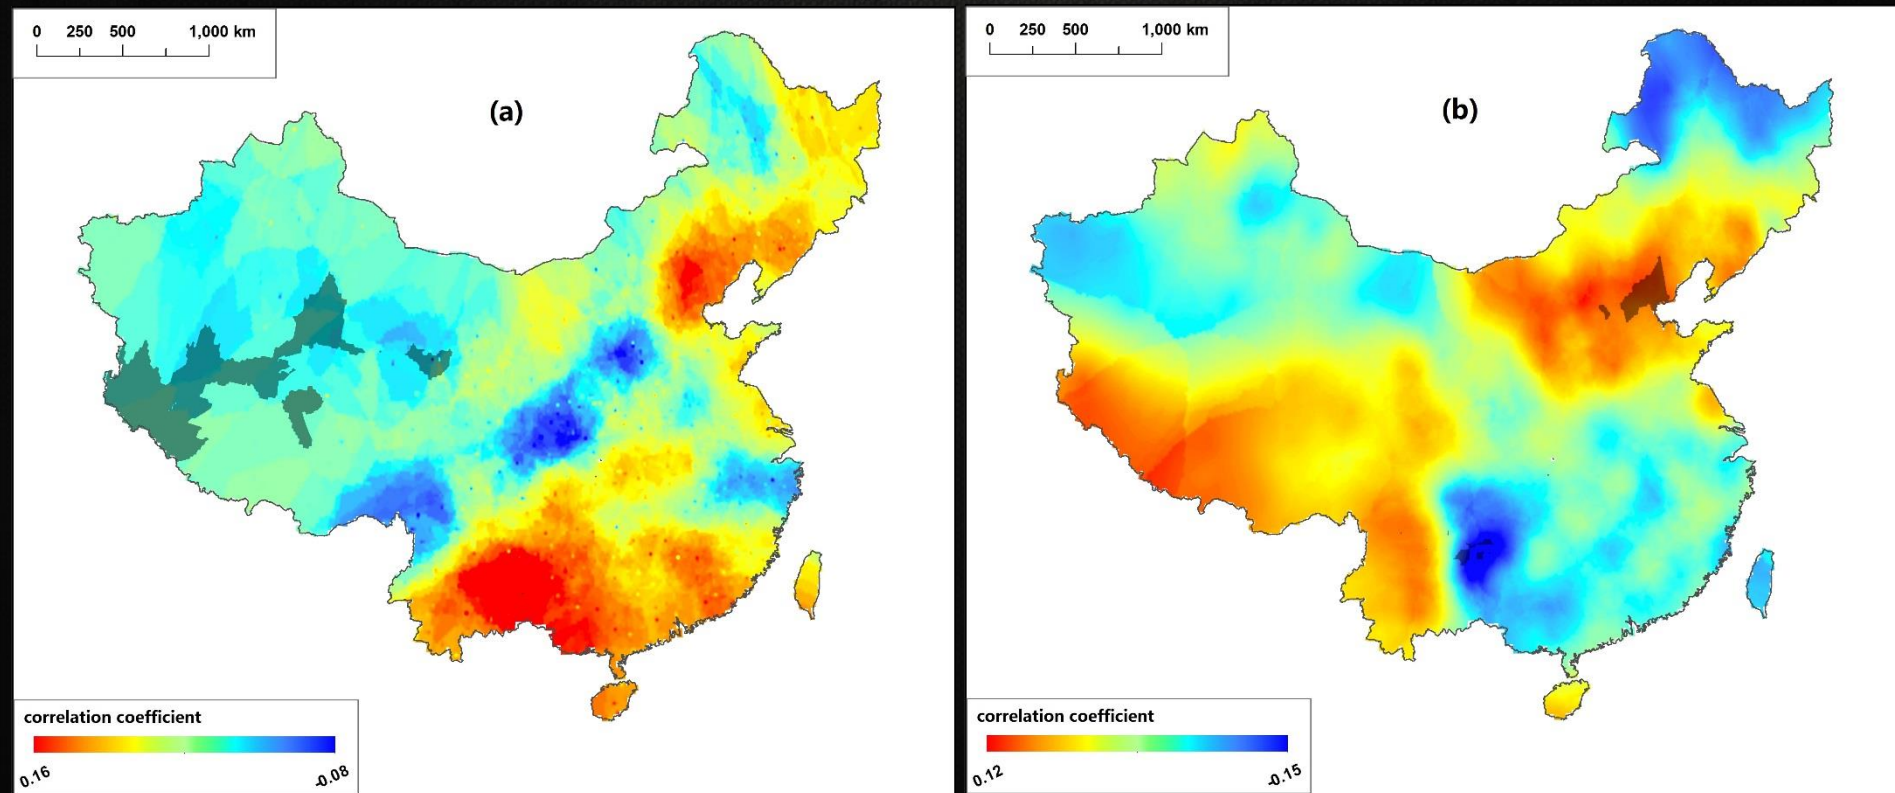 0 250 500 1,000 km
(a)
correlation coefficient
0.16 -0.08
0 250 500 1,000 km
(b)
correlation coefficient
0.12 -0.15